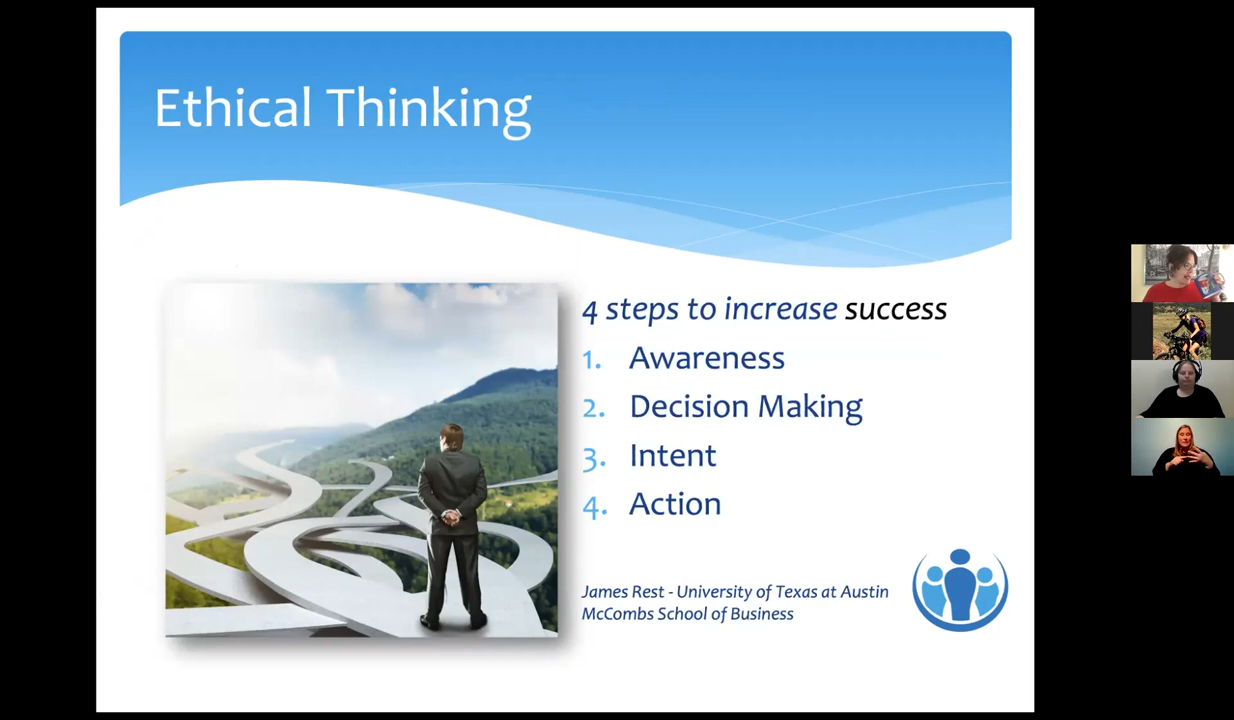 Ethical Thinking
4 steps to increase success
1. Awareness
2. Decision Making
3. Intent
4. Action
James Rest - University of Texas at Austin
McCombs School of Business